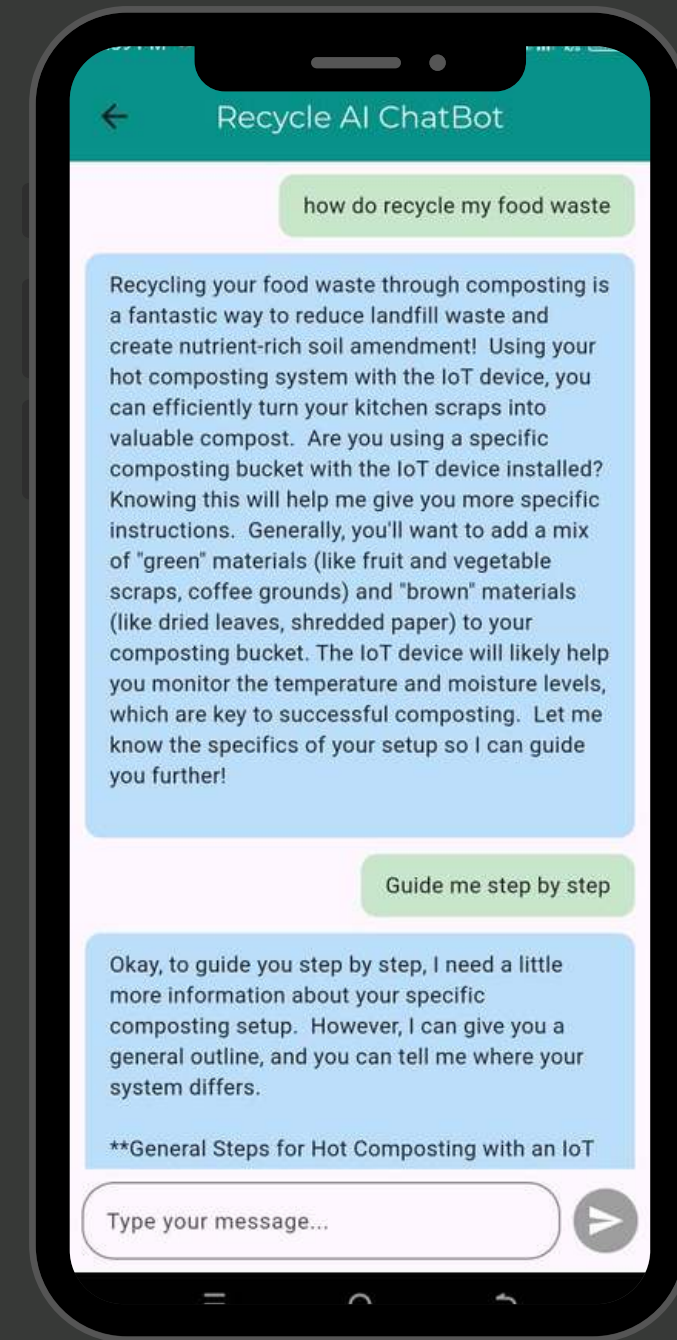 Recycle AI ChatBot
how do recycle my food waste
Recycling your food waste through composting is
a fantastic way to reduce landfill waste and
create nutrient-rich soil amendment!  Using your
hot composting system with the IoT device, you
can efficiently turn your kitchen scraps into
valuable compost.  Are you using a specific
composting bucket with the IoT device installed?
Knowing this will help me give you more specific
instructions.  Generally, you'll want to add a mix
of "green" materials (like fruit and vegetable
scraps, coffee grounds) and "brown" materials
(like dried leaves, shredded paper) to your
composting bucket. The IoT device will likely help
you monitor the temperature and moisture levels,
which are key to successful composting.  Let me
know the specifics of your setup so I can guide
you further!
Guide me step by step
Okay, to guide you step by step, I need a little
more information about your specific
composting setup.  However, I can give you a
general outline, and you can tell me where your
system differs.
**General Steps for Hot Composting with an IoT
Type your message...